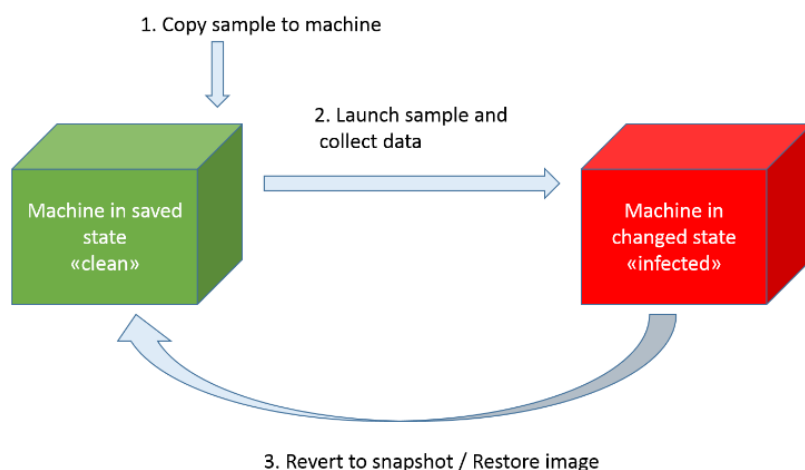 1. Copy sample to machine
2. Launch sample and
collect data
Machine in saved
state
«clean»
Machine in
changed state
«infected»
3. Revert to snapshot / Restore image